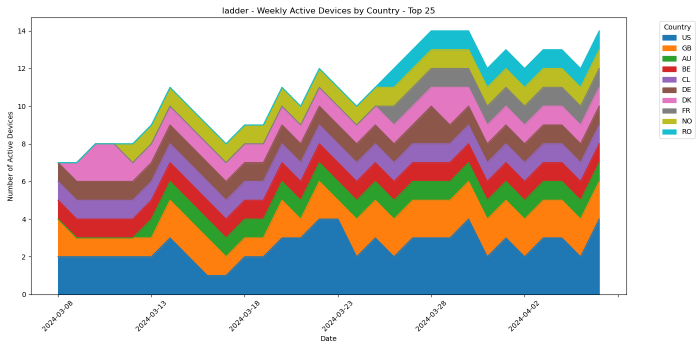 ladder - Weekly Active Devices by Country - Top 25
Number of Active Devices
14
12
10
8
6
4
2
0
2024-03-08
2024-03-13
2024-03-18
2024-03-23
2024-03-28
2024-04-02
Date
Country
US
GB
AU
BE
CL
DE
DK
FR
NO
RO